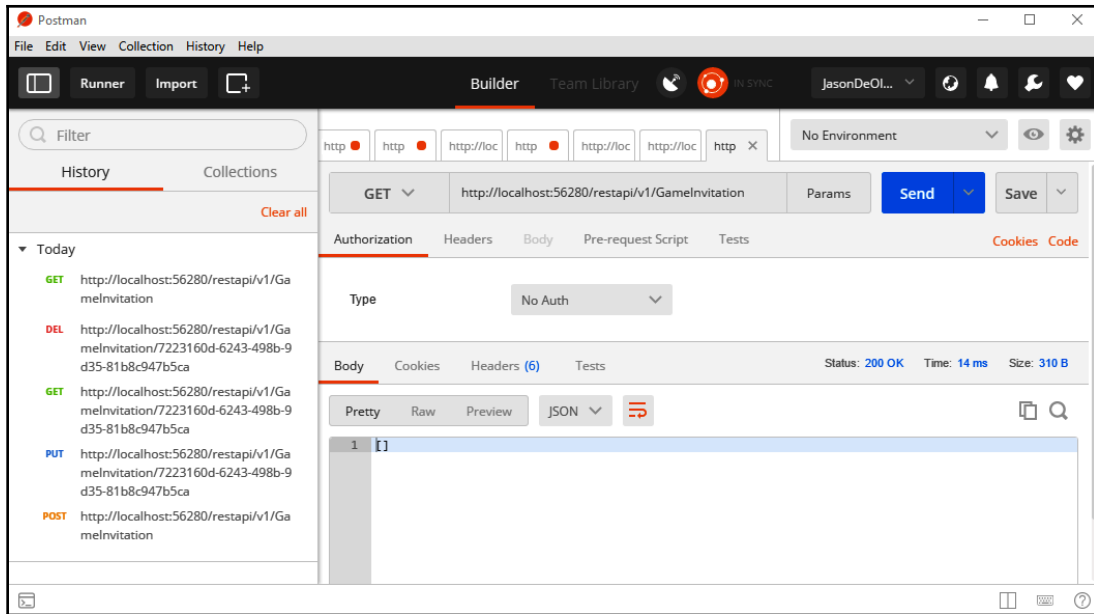 Postman
File Edit View Collection History Help
Runner Import Builder Team Library IN SYNC JasonDeOl...
Filter
History Collections
Clear all
Today
GET http://localhost:56280/restapi/v1/Ga
meInvitation
DEL http://localhost:56280/restapi/v1/Ga
meInvitation/7223160d-6243-498b-9
d35-81b8c947b5ca
GET http://localhost:56280/restapi/v1/Ga
meInvitation/7223160d-6243-498b-9
d35-81b8c947b5ca
PUT http://localhost:56280/restapi/v1/Ga
meInvitation/7223160d-6243-498b-9
d35-81b8c947b5ca
POST http://localhost:56280/restapi/v1/Ga
meInvitation
http http http://loc http http://loc http://loc http No Environment
GET http://localhost:56280/restapi/v1/GameInvitation Params Send Save
Authorization Headers Body Pre-request Script Tests Cookies Code
Type No Auth
Body Cookies Headers (6) Tests Status: 200 OK Time: 14 ms Size: 310 B
Pretty Raw Preview JSON
1 []